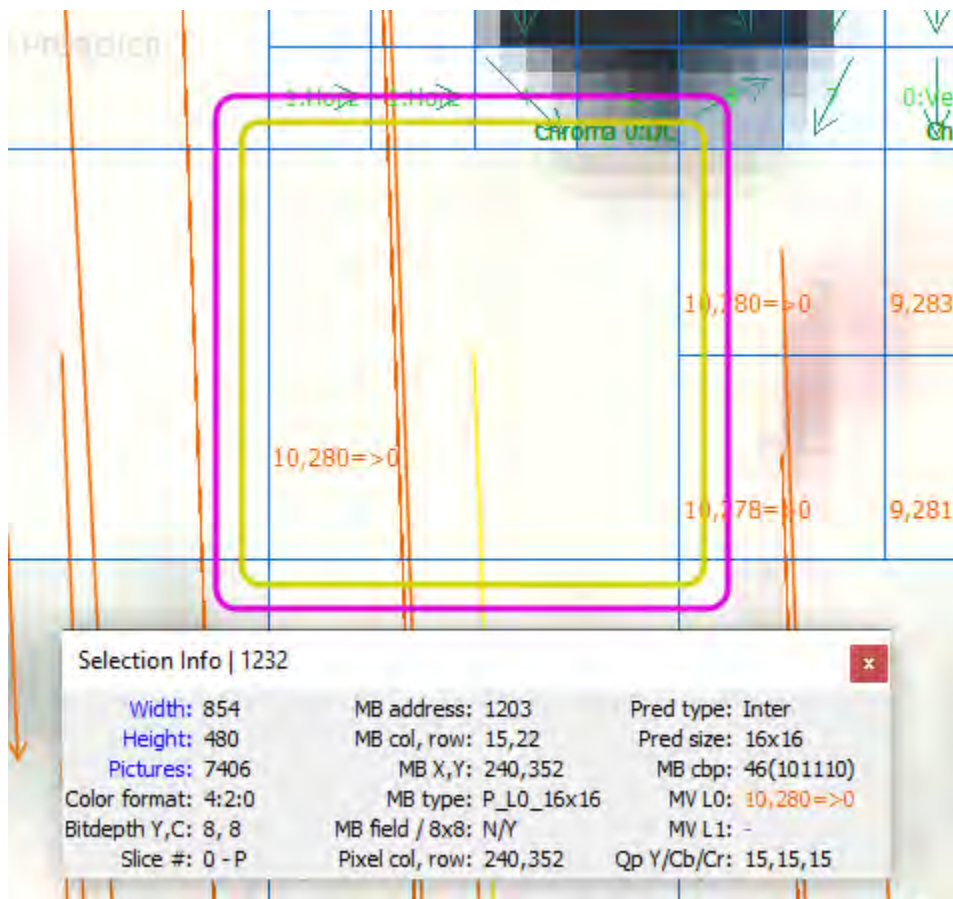 Prediction
1:Horz 1:Horz 0:Ve
Chroma 0:DC Ch
10,280=>0 9,283
10,280=>0
10,278=>0 9,281
Selection Info | 1232
x
Width: 854 MB address: 1203 Pred type: Inter
Height: 480 MB col, row: 15,22 Pred size: 16x16
Pictures: 7406 MB X,Y: 240,352 MB cbp: 46(101110)
Color format: 4:2:0 MB type: P_L0_16x16 MV L0: 10,280=>0
Bitdepth Y,C: 8, 8 MB field / 8x8: N/Y MV L1: -
Slice #: 0 - P Pixel col, row: 240,352 Qp Y/Cb/Cr: 15,15,15